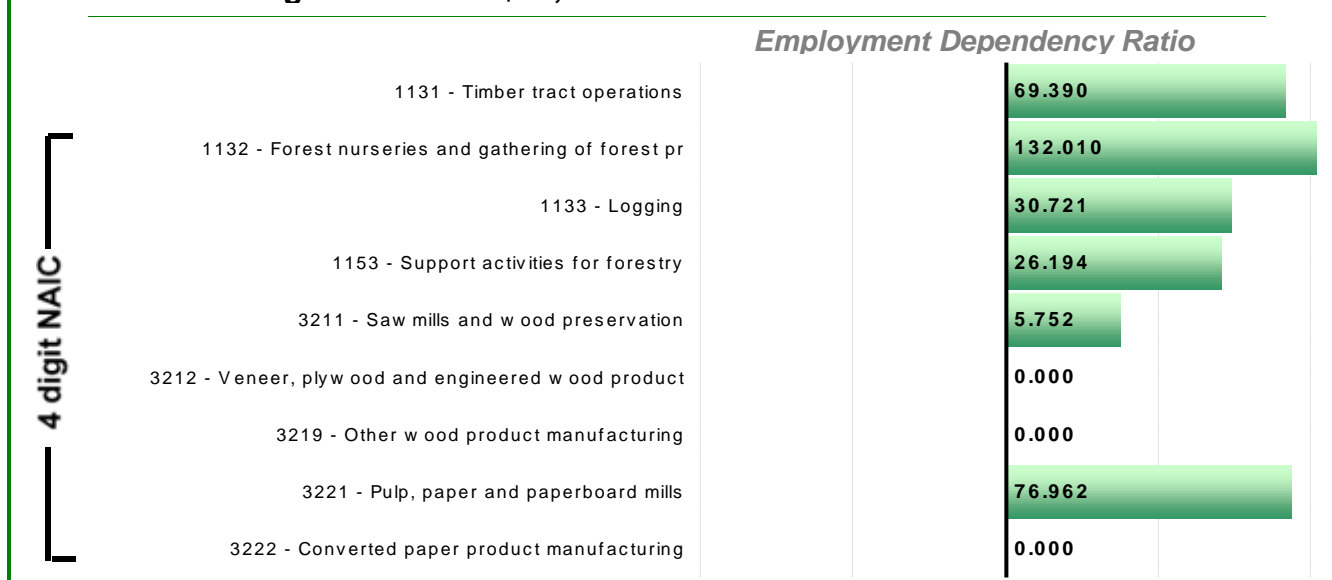 Employment Dependency Ratio
1131 - Timber tract operations 69.390
1132 - Forest nurseries and gathering of forest pr 132.010
1133 - Logging 30.721
1153 - Support activities for forestry 26.194
3211 - Saw mills and w ood preservation 5.752
3212 - Veneer, plyw ood and engineered w ood product 0.000
3219 - Other w ood product manufacturing 0.000
3221 - Pulp, paper and paperboard mills 76.962
3222 - Converted paper product manufacturing 0.000
4 digit NAIC